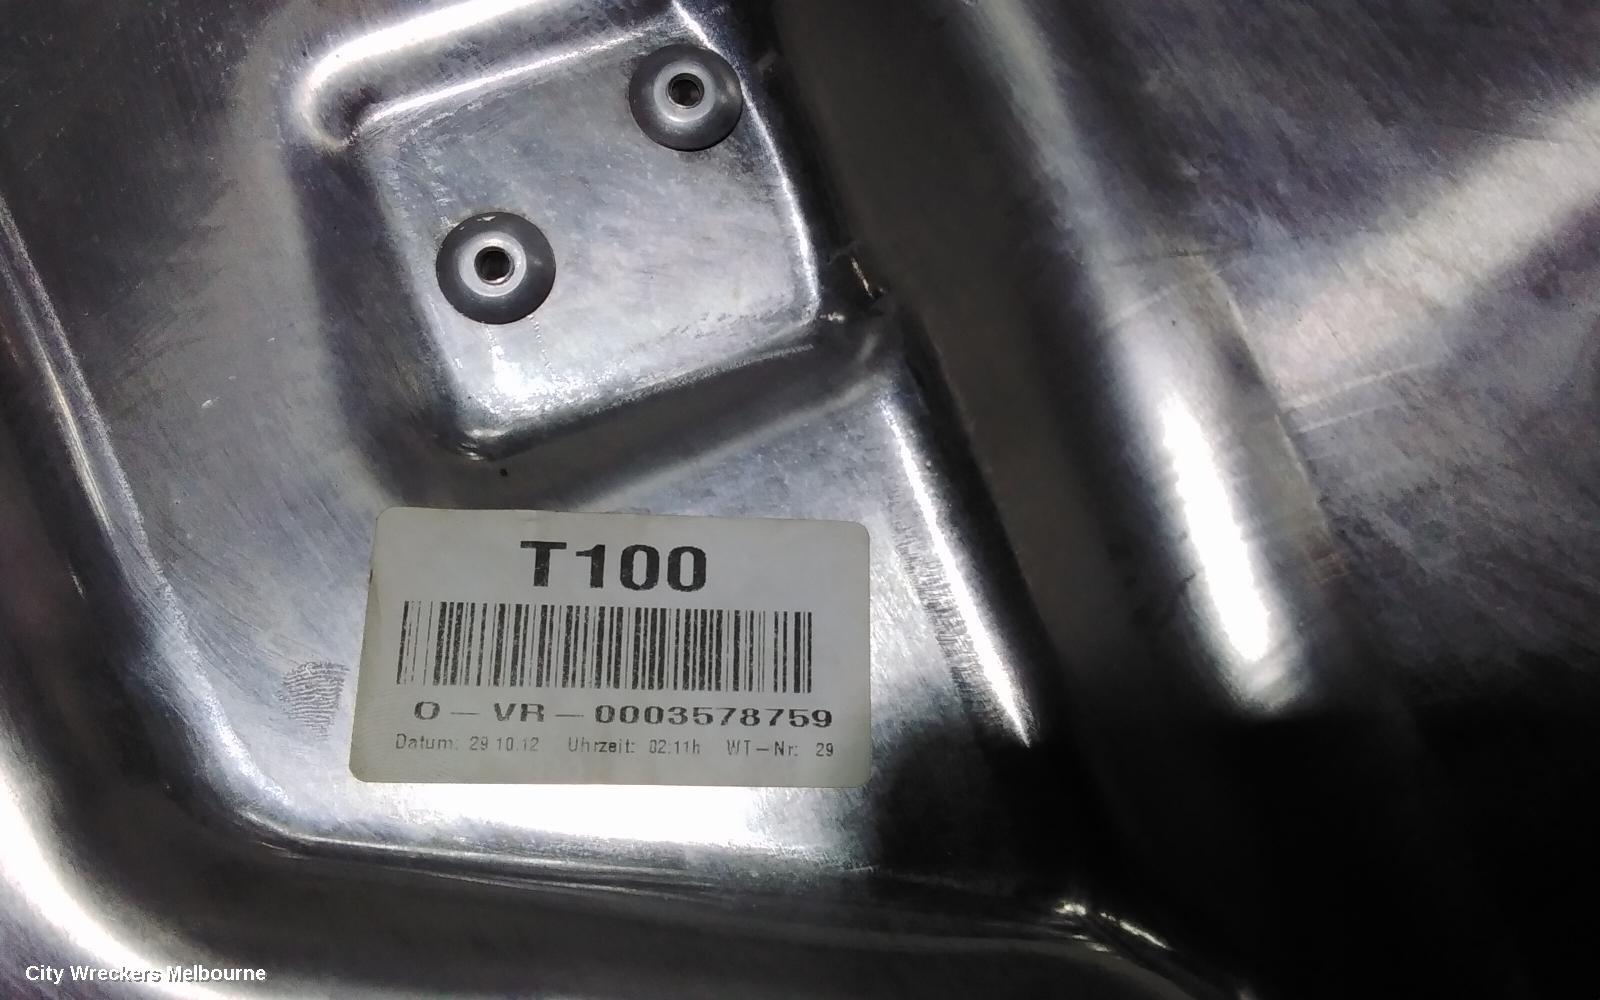 T100
O-VR-0003578759
Datum: 29.10.12 Uhrzeit: 02:11h WT-Nr: 29
City Wreckers Melbourne